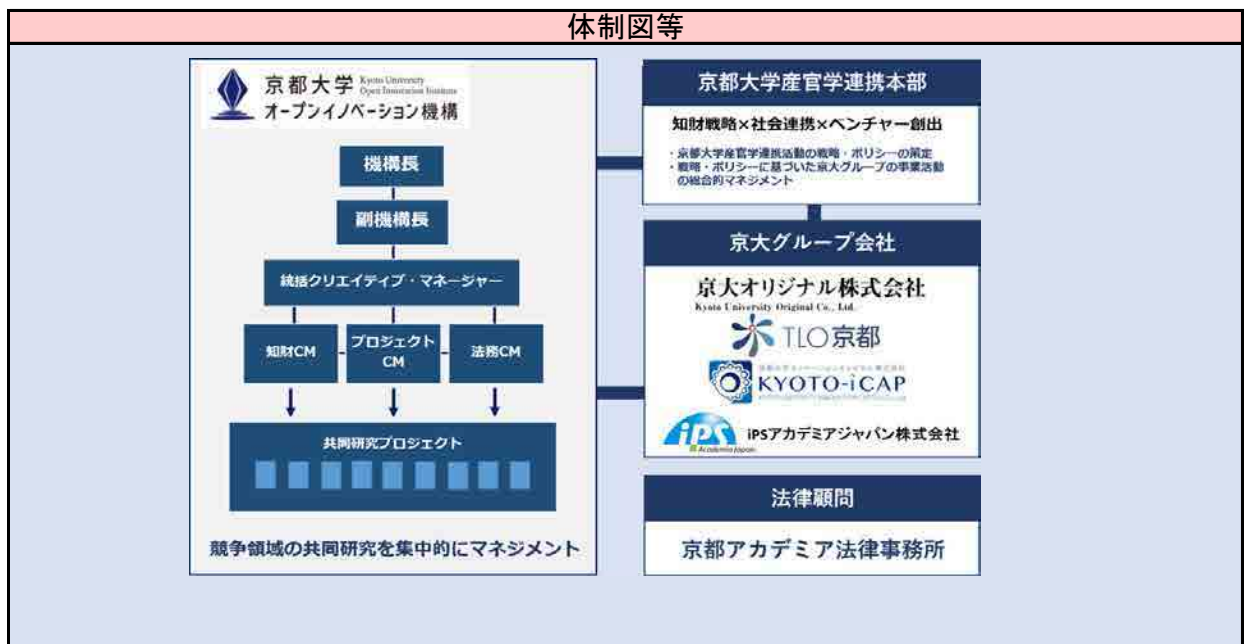 体制図等
京都大学 Kyoto University
Open Innovation Institute
オープンイノベーション機構
機構長
副機構長
統括クリエイティブ・マネージャー
知財CM
プロジェクト
CM
法務CM
共同研究プロジェクト
競争領域の共同研究を集中的にマネジメント
京都大学産官学連携本部
知財戦略×社会連携×ベンチャー創出
・京都大学産官学連携活動の戦略・ポリシーの策定
・戦略・ポリシーに基づいた京大グループの事業活動
の総合的マネジメント
京大グループ会社
京大オリジナル株式会社
Kyoto University Original Co., Ltd.
TLO京都
KYOTO-iCAP
iPS iPSアカデミアジャパン株式会社
Academia Japan
法律顧問
京都アカデミア法律事務所